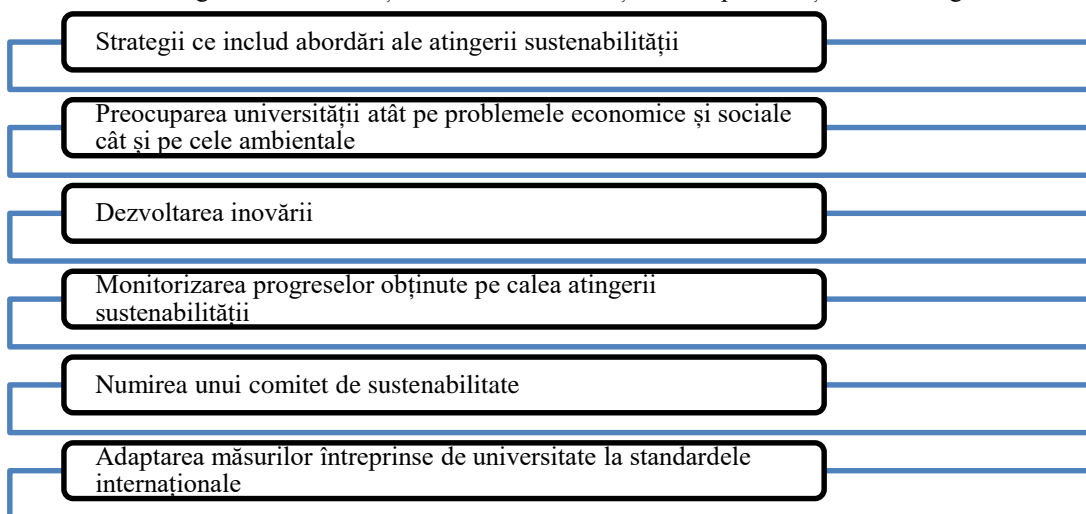 Strategii ce includ abordări ale atingerii sustenabilității
Preocuparea universității atât pe problemele economice și sociale
cât și pe cele ambientale
Dezvoltarea inovării
Monitorizarea progreselor obținute pe calea atingerii
sustenabilității
Numirea unui comitet de sustenabilitate
Adaptarea măsurilor întreprinse de universitate la standardele
internaționale